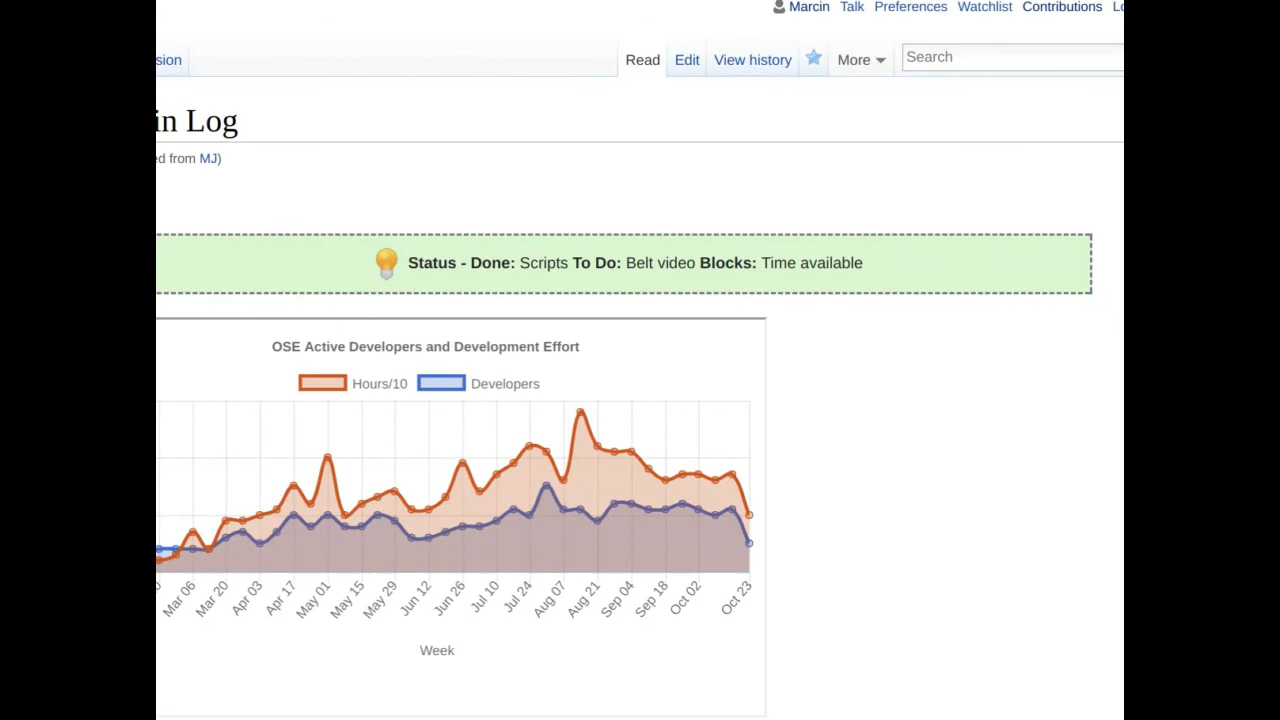 Marcin Talk Preferences Watchlist Contributions
sion Read Edit View history More Search
in Log
ed from MJ)
Status - Done: Scripts To Do: Belt video Blocks: Time available
OSE Active Developers and Development Effort
Hours/10 Developers
Mar 06 Mar 20 Apr 03 Apr 17 May 01 May 15 May 29 Jun 12 Jun 26 Jul 10 Jul 24 Aug 07 Aug 21 Sep 04 Sep 18 Oct 02 Oct 23
Week